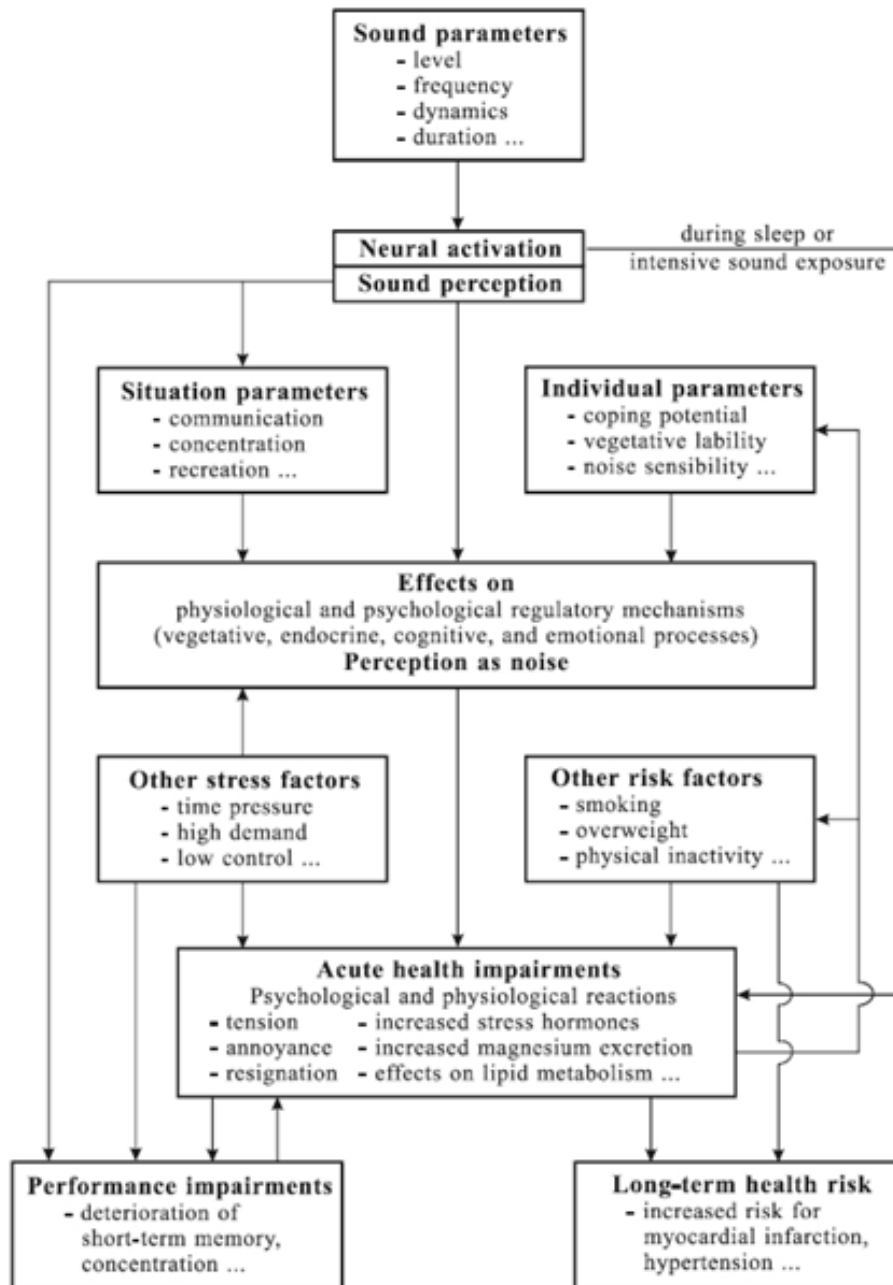 Sound parameters
- level
- frequency
- dynamics
- duration ...
Neural activation
during sleep or
intensive sound exposure
Sound perception
Situation parameters
- communication
- concentration
- recreation ...
Individual parameters
- coping potential
- vegetative lability
- noise sensibility ...
Effects on
physiological and psychological regulatory mechanisms
(vegetative, endocrine, cognitive, and emotional processes)
Perception as noise
Other stress factors
- time pressure
- high demand
- low control ...
Other risk factors
- smoking
- overweight
- physical inactivity ...
Acute health impairments
Psychological and physiological reactions
- tension - increased stress hormones
- annoyance - increased magnesium excretion
- resignation - effects on lipid metabolism ...
Performance impairments
- deterioration of
short-term memory,
concentration ...
Long-term health risk
- increased risk for
myocardial infarction,
hypertension ...